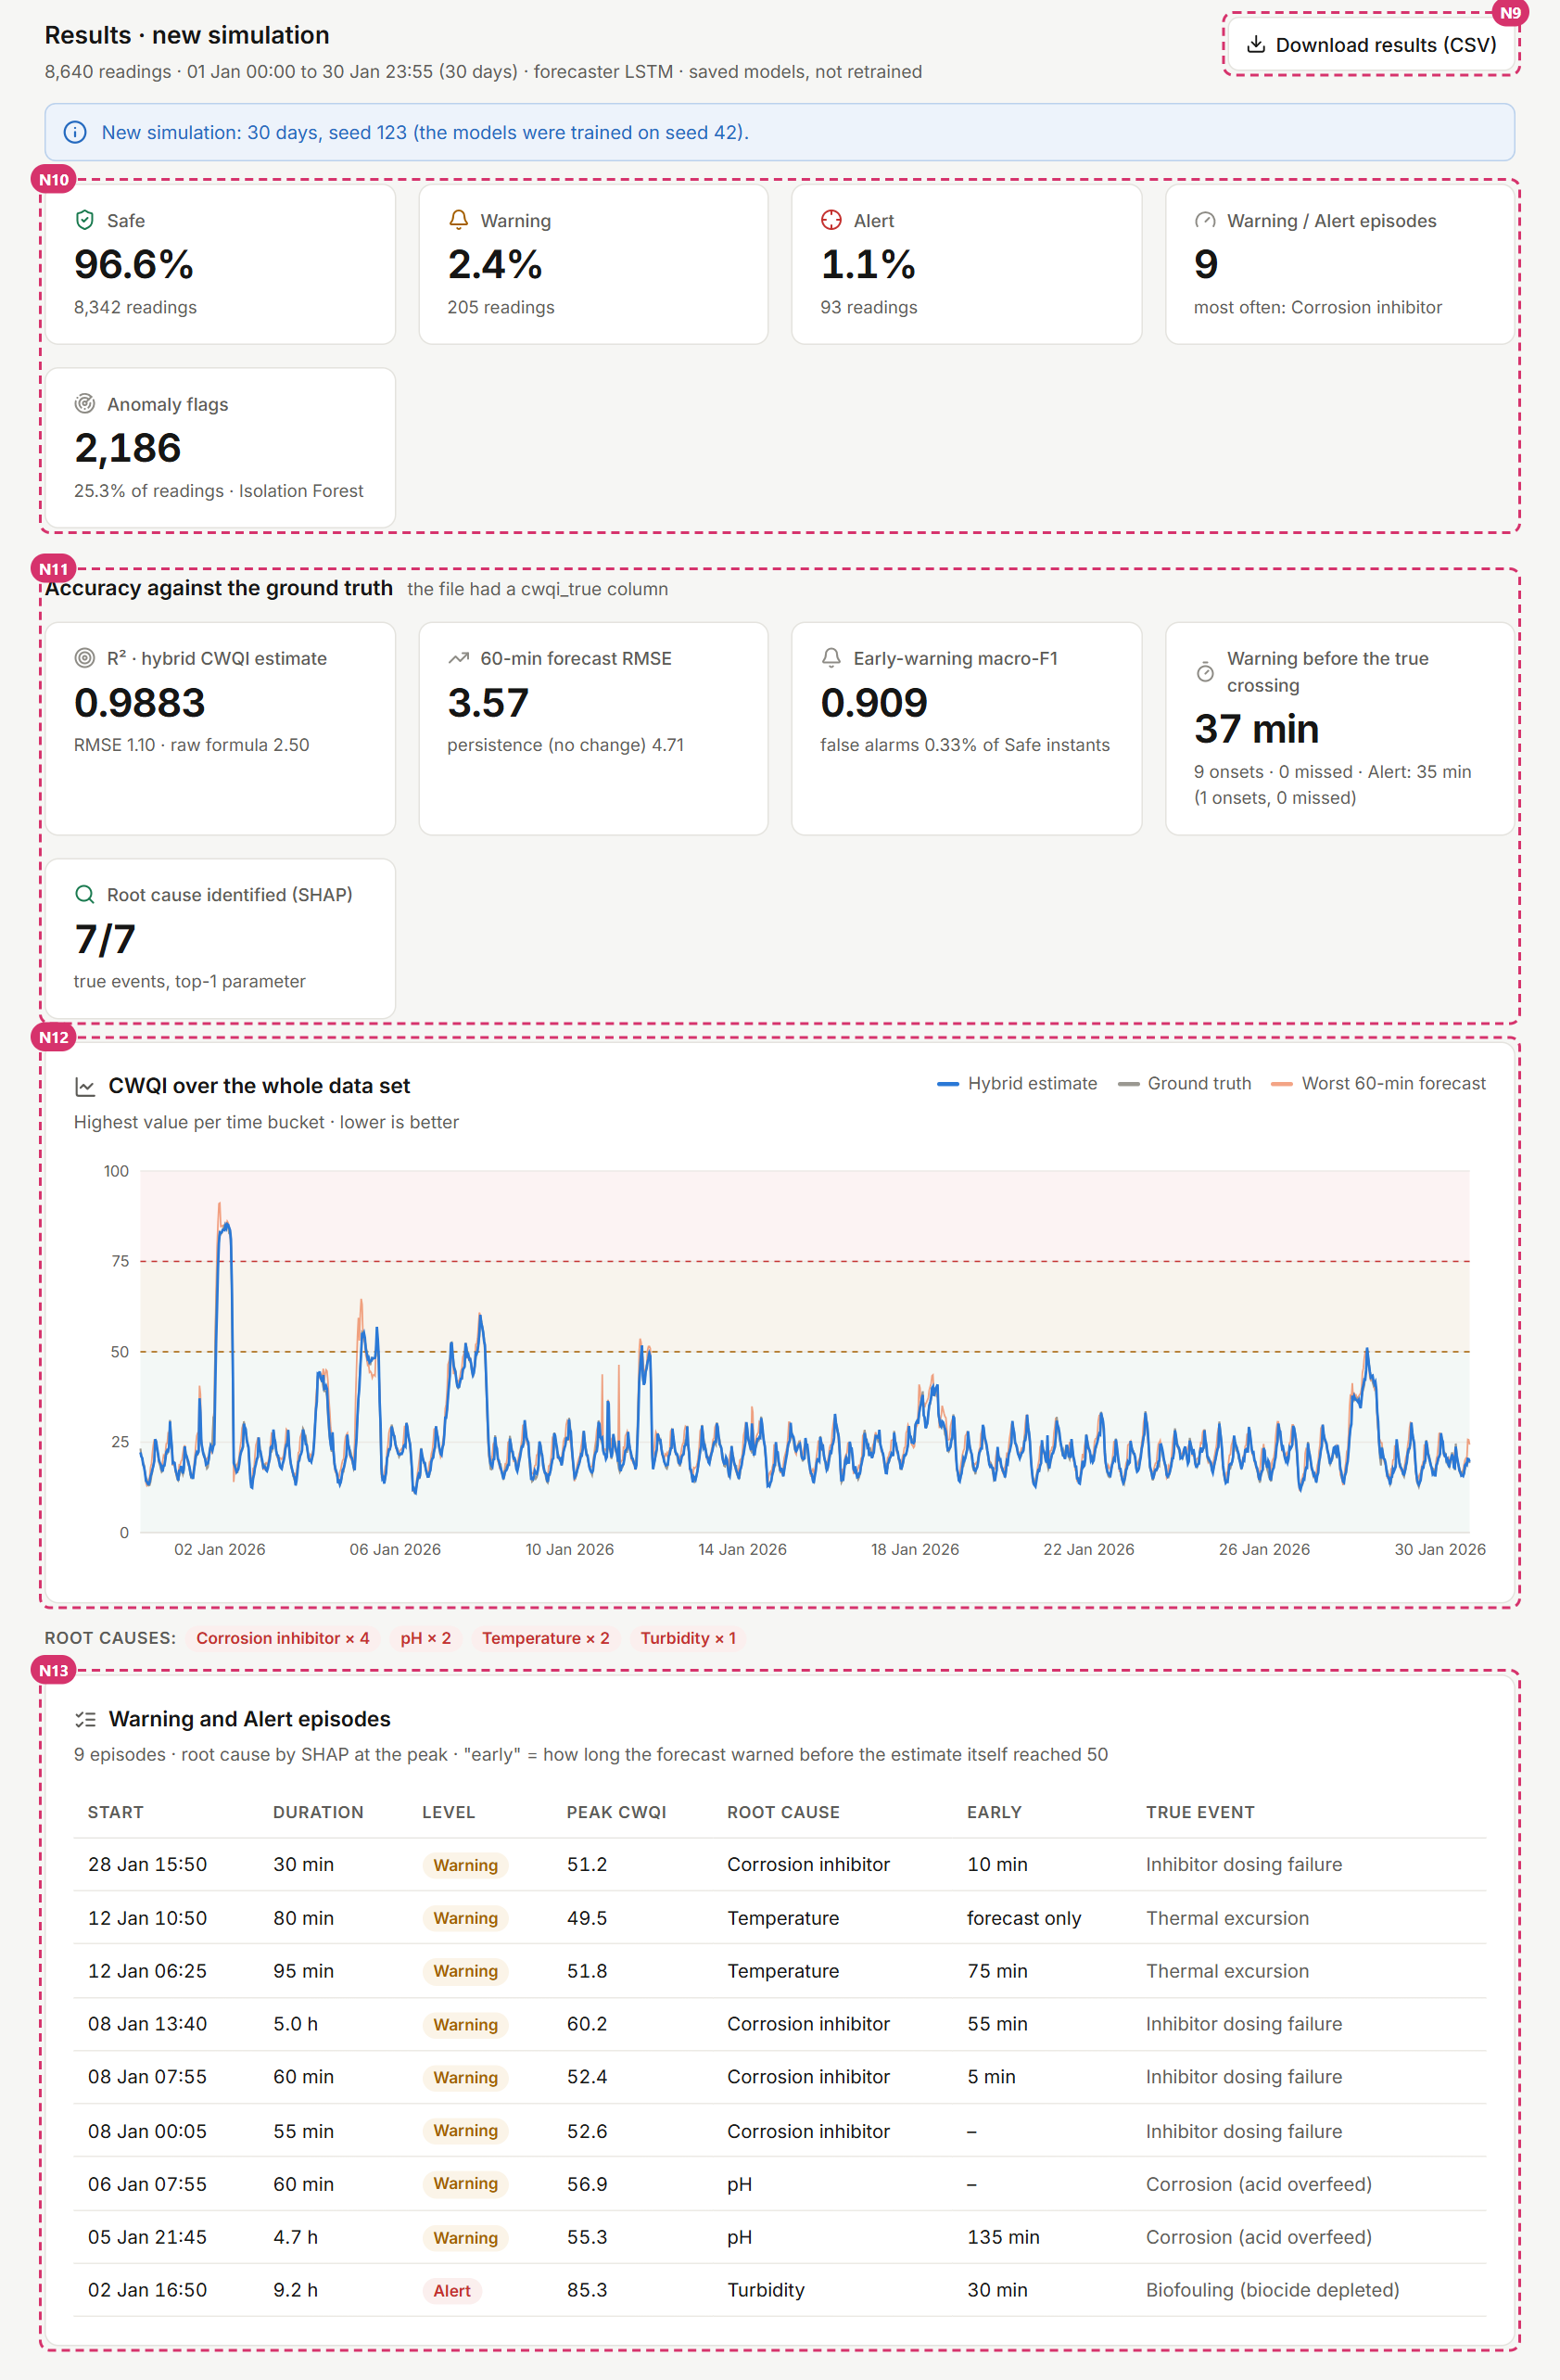 Results · new simulation
N9
Download results (CSV)
8,640 readings · 01 Jan 00:00 to 30 Jan 23:55 (30 days) · forecaster LSTM · saved models, not retrained
New simulation: 30 days, seed 123 (the models were trained on seed 42).
N10
Safe
96.6%
8,342 readings
Warning
2.4%
205 readings
Alert
1.1%
93 readings
Warning / Alert episodes
9
most often: Corrosion inhibitor
Anomaly flags
2,186
25.3% of readings · Isolation Forest
N11
Accuracy against the ground truth the file had a cwqi_true column
R² · hybrid CWQI estimate
0.9883
RMSE 1.10 · raw formula 2.50
60-min forecast RMSE
3.57
persistence (no change) 4.71
Early-warning macro-F1
0.909
false alarms 0.33% of Safe instants
Warning before the true
crossing
37 min
9 onsets · 0 missed · Alert: 35 min
(1 onsets, 0 missed)
Root cause identified (SHAP)
7/7
true events, top-1 parameter
N12
CWQI over the whole data set
Hybrid estimate Ground truth Worst 60-min forecast
Highest value per time bucket · lower is better
100
75
50
25
0
02 Jan 2026 06 Jan 2026 10 Jan 2026 14 Jan 2026 18 Jan 2026 22 Jan 2026 26 Jan 2026 30 Jan 2026
ROOT CAUSES: Corrosion inhibitor × 4 pH × 2 Temperature × 2 Turbidity × 1
N13
Warning and Alert episodes
9 episodes · root cause by SHAP at the peak · "early" = how long the forecast warned before the estimate itself reached 50
START DURATION LEVEL PEAK CWQI ROOT CAUSE EARLY TRUE EVENT
28 Jan 15:50 30 min Warning 51.2 Corrosion inhibitor 10 min Inhibitor dosing failure
12 Jan 10:50 80 min Warning 49.5 Temperature forecast only Thermal excursion
12 Jan 06:25 95 min Warning 51.8 Temperature 75 min Thermal excursion
08 Jan 13:40 5.0 h Warning 60.2 Corrosion inhibitor 55 min Inhibitor dosing failure
08 Jan 07:55 60 min Warning 52.4 Corrosion inhibitor 5 min Inhibitor dosing failure
08 Jan 00:05 55 min Warning 52.6 Corrosion inhibitor – Inhibitor dosing failure
06 Jan 07:55 60 min Warning 56.9 pH – Corrosion (acid overfeed)
05 Jan 21:45 4.7 h Warning 55.3 pH 135 min Corrosion (acid overfeed)
02 Jan 16:50 9.2 h Alert 85.3 Turbidity 30 min Biofouling (biocide depleted)